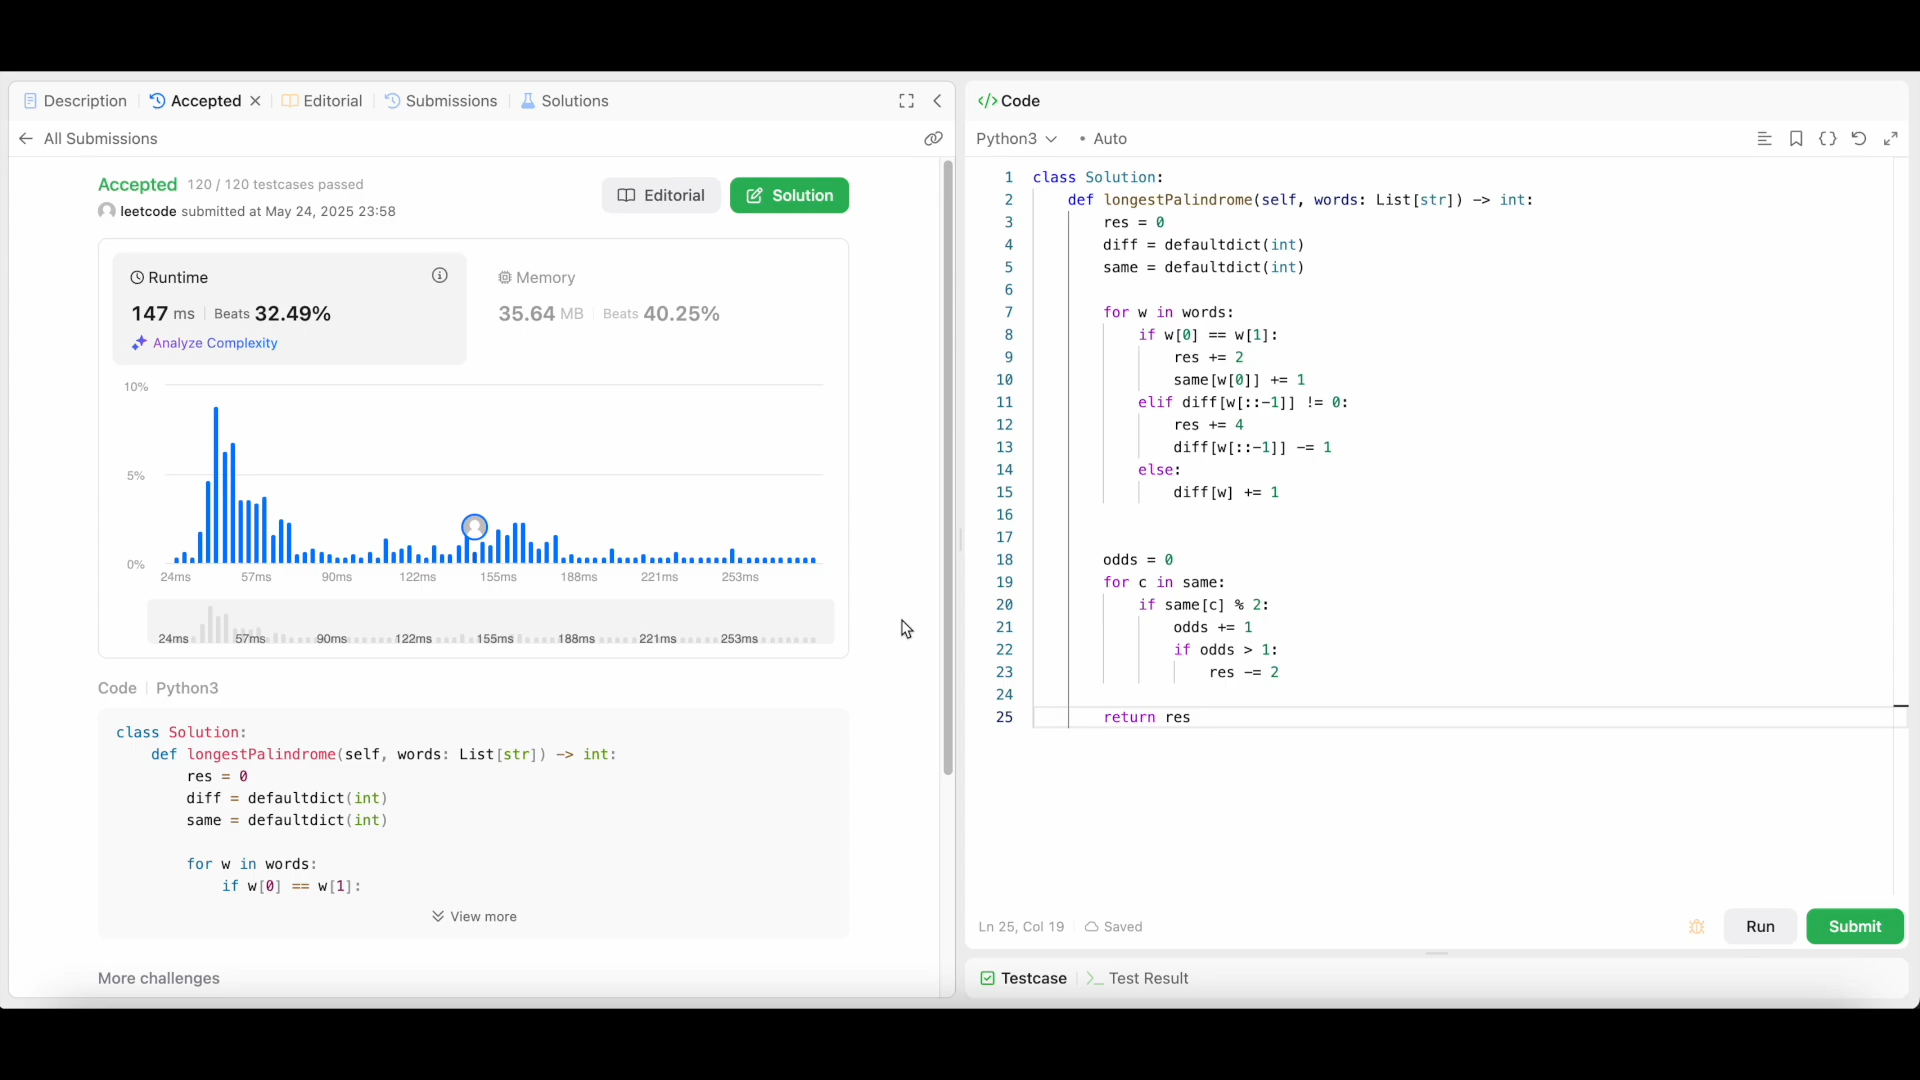 Description
Accepted
Editorial
Submissions
Solutions
All Submissions
Accepted 120 / 120 testcases passed
leetcode submitted at May 24, 2025 23:58
Editorial
Solution
Runtime
147 ms | Beats 32.49%
Analyze Complexity
Memory
35.64 MB | Beats 40.25%
10%
5%
0%
24ms 57ms 90ms 122ms 155ms 188ms 221ms 253ms
24ms 57ms 90ms 122ms 155ms 188ms 221ms 253ms
Code | Python3
class Solution:
    def longestPalindrome(self, words: List[str]) -> int:
        res = 0
        diff = defaultdict(int)
        same = defaultdict(int)
        for w in words:
            if w[0] == w[1]:
View more
More challenges
</> Code
Python3 • Auto
1 class Solution:
2     def longestPalindrome(self, words: List[str]) -> int:
3         res = 0
4         diff = defaultdict(int)
5         same = defaultdict(int)
6
7         for w in words:
8             if w[0] == w[1]:
9                 res += 2
10                 same[w[0]] += 1
11             elif diff[w[::-1]] != 0:
12                 res += 4
13                 diff[w[::-1]] -= 1
14             else:
15                 diff[w] += 1
16
17
18         odds = 0
19         for c in same:
20             if same[c] % 2:
21                 odds += 1
22                 if odds > 1:
23                     res -= 2
24
25         return res
Ln 25, Col 19 | Saved
Run
Submit
Testcase
Test Result